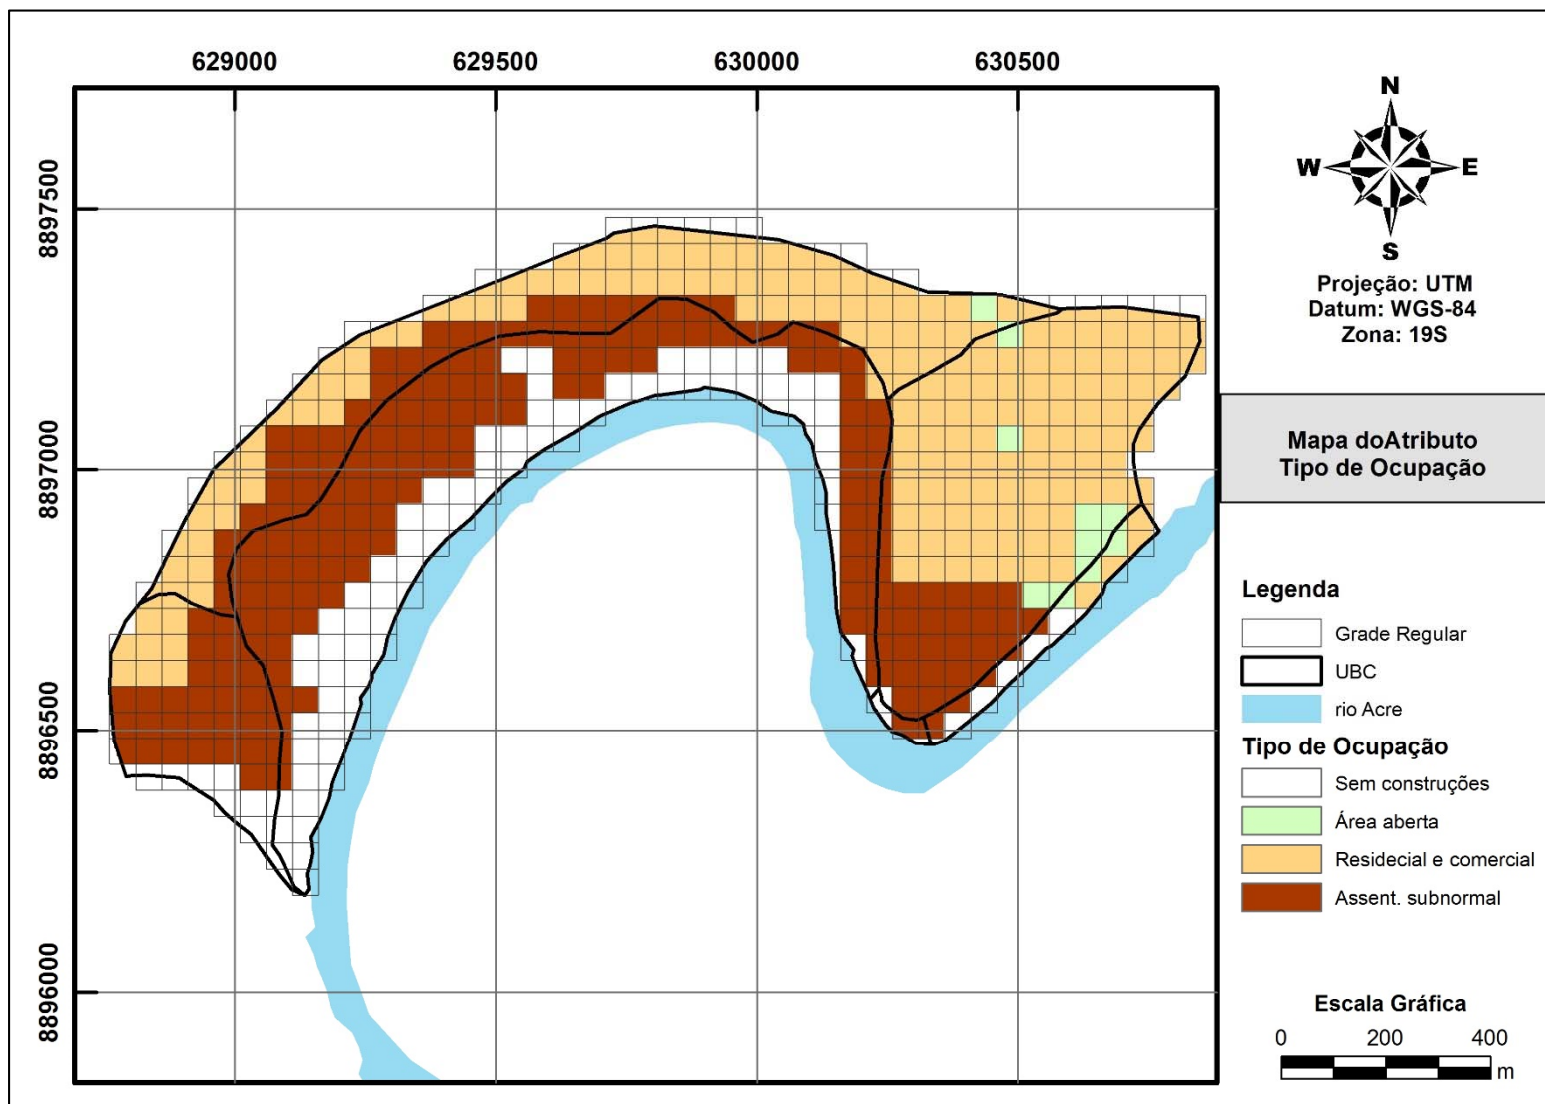 629000
629500
630000
630500
8897500
8897000
8896500
8896000
N
W
E
S
Projeção: UTM
Datum: WGS-84
Zona: 19S
Mapa doAtributo
Tipo de Ocupação
Legenda
Grade Regular
UBC
rio Acre
Tipo de Ocupação
Sem construções
Área aberta
Residecial e comercial
Assent. subnormal
Escala Gráfica
0 200 400
m